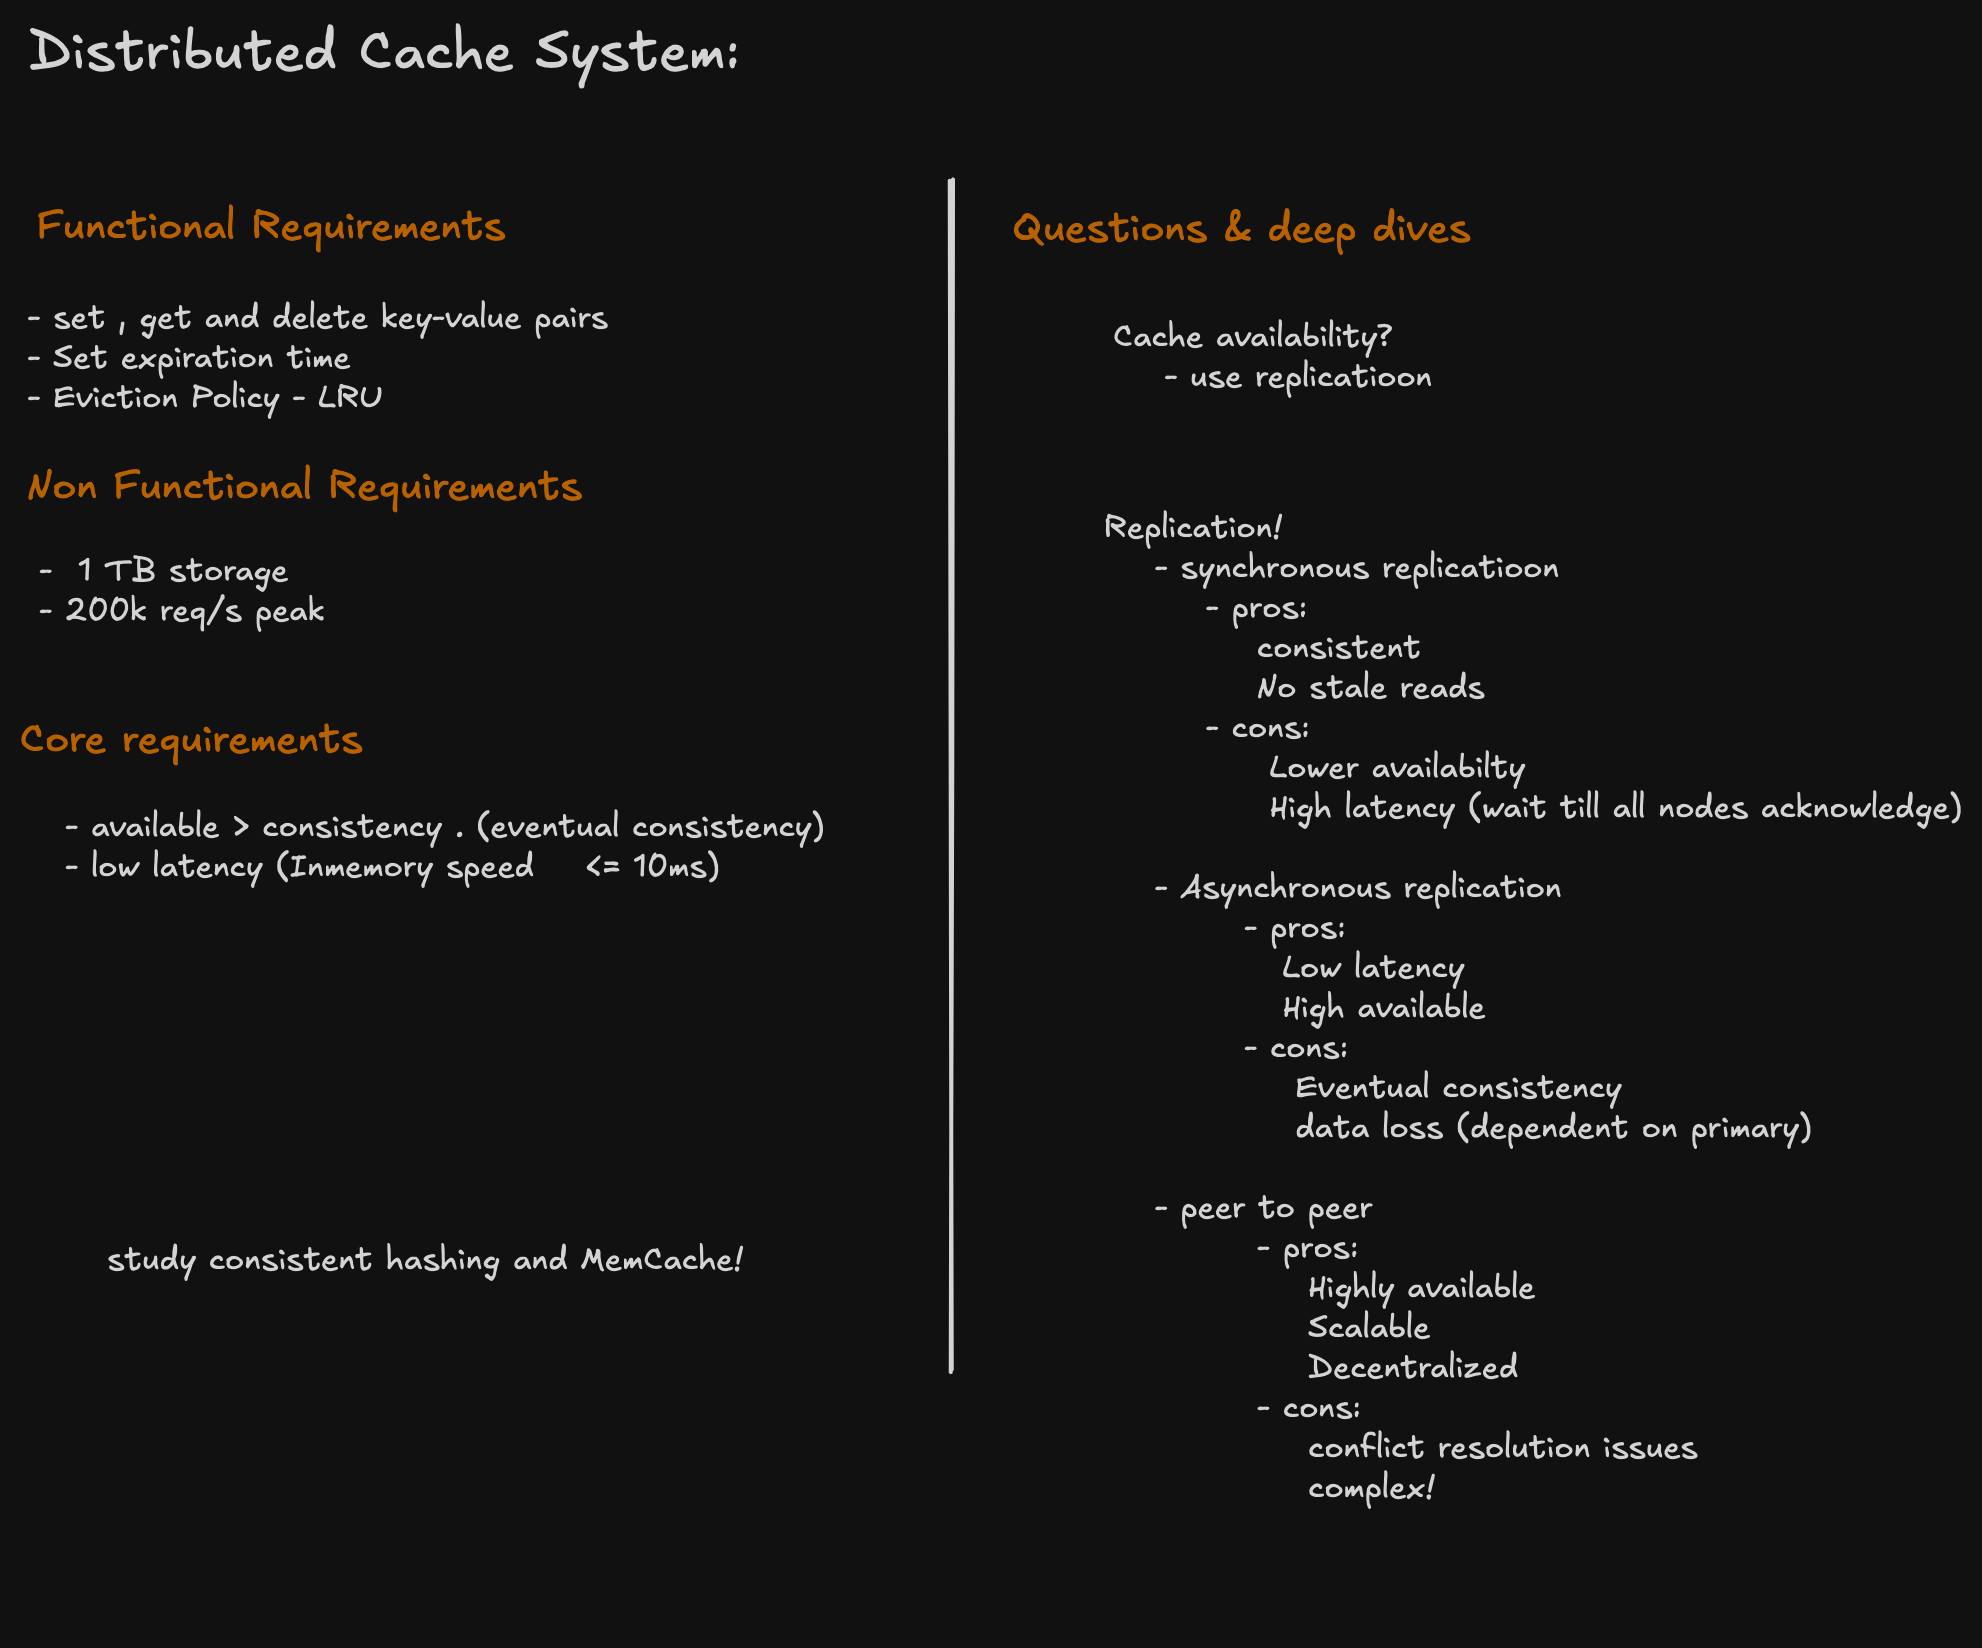 Distributed Cache System:
Functional Requirements
- set , get and delete key-value pairs
- Set expiration time
- Eviction Policy - LRU
Non Functional Requirements
- 1 TB storage
- 200k req/s peak
Core requirements
- available > consistency . (eventual consistency)
- low latency (Inmemory speed <= 10ms)
study consistent hashing and MemCache!
Questions & deep dives
Cache availability?
- use replicatioon
Replication!
- synchronous replicatioon
- pros:
consistent
No stale reads
- cons:
Lower availabilty
High latency (wait till all nodes acknowledge)
- Asynchronous replication
- pros:
Low latency
High available
- cons:
Eventual consistency
data loss (dependent on primary)
- peer to peer
- pros:
Highly available
Scalable
Decentralized
- cons:
conflict resolution issues
complex!